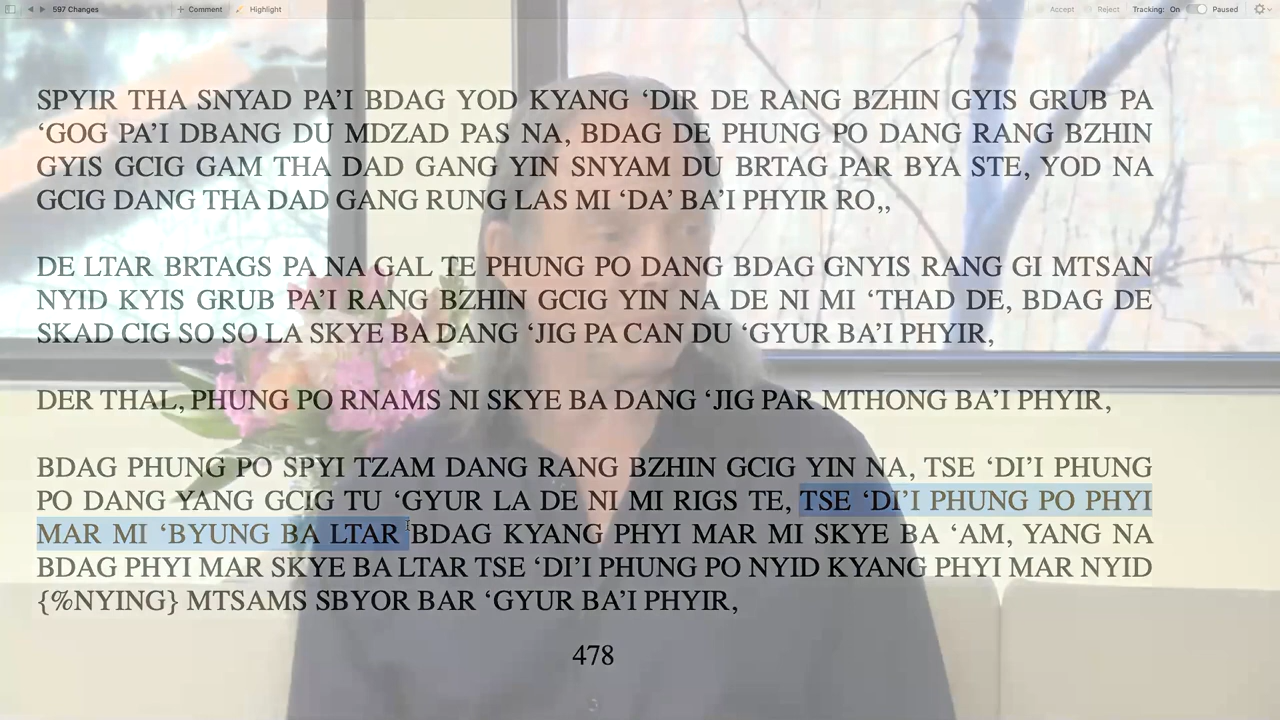 597 Changes + Comment Highlight Accept Reject Tracking: On Paused
SPYIR THA SNYAD PA’I BDAG YOD KYANG ‘DIR DE RANG BZHIN GYIS GRUB PA
‘GOG PA’I DBANG DU MDZAD PAS NA, BDAG DE PHUNG PO DANG RANG BZHIN
GYIS GCIG GAM THA DAD GANG YIN SNYAM DU BRTAG PAR BYA STE, YOD NA
GCIG DANG THA DAD GANG RUNG LAS MI ‘DA’ BA’I PHYIR RO,,
DE LTAR BRTAGS PA NA GAL TE PHUNG PO DANG BDAG GNYIS RANG GI MTSAN
NYID KYIS GRUB PA’I RANG BZHIN GCIG YIN NA DE NI MI ‘THAD DE, BDAG DE
SKAD CIG SO SO LA SKYE BA DANG ‘JIG PA CAN DU ‘GYUR BA’I PHYIR,
DER THAL, PHUNG PO RNAMS NI SKYE BA DANG ‘JIG PAR MTHONG BA’I PHYIR,
BDAG PHUNG PO SPYI TZAM DANG RANG BZHIN GCIG YIN NA, TSE ‘DI’I PHUNG
PO DANG YANG GCIG TU ‘GYUR LA DE NI MI RIGS TE, TSE ‘DI’I PHUNG PO PHYI
MAR MI ‘BYUNG BA LTAR BDAG KYANG PHYI MAR MI SKYE BA ‘AM, YANG NA
BDAG PHYI MAR SKYE BA LTAR TSE ‘DI’I PHUNG PO NYID KYANG PHYI MAR NYID
{%NYING} MTSAMS SBYOR BAR ‘GYUR BA’I PHYIR,
478